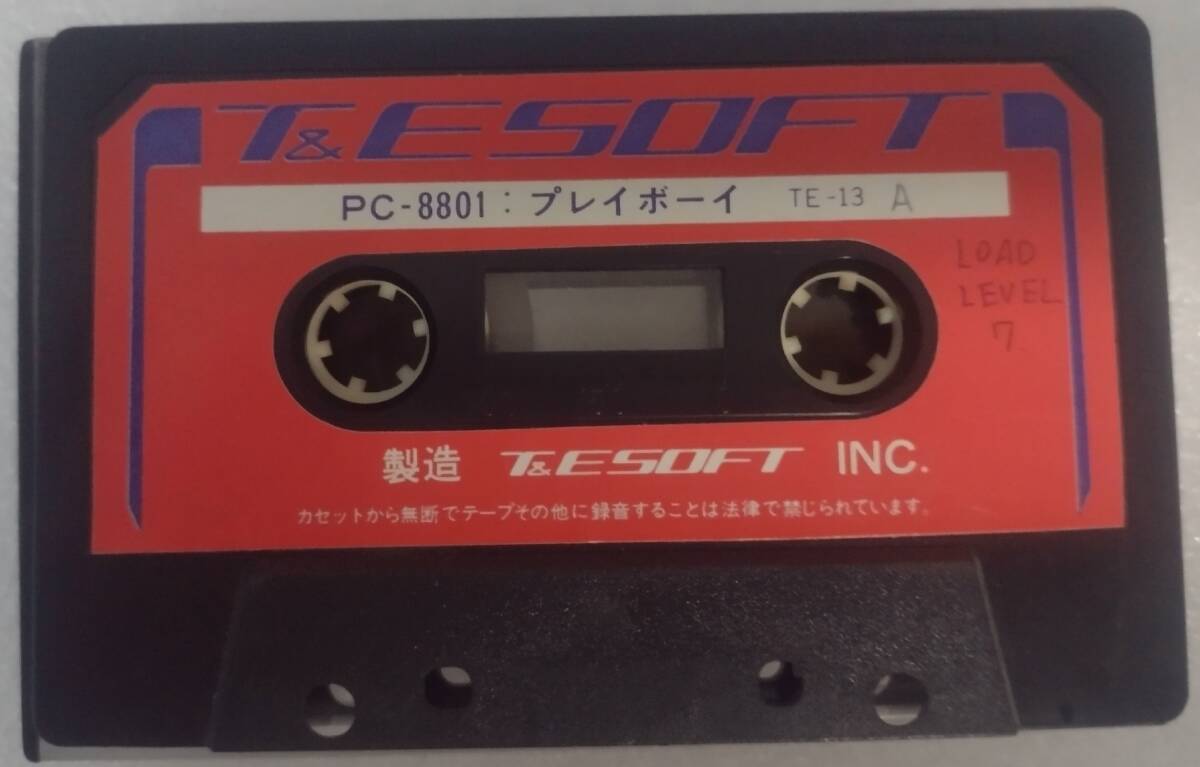 T&E SOFT
PC-8801：プレイボーイ TE-13 A
LOAD
LEVEL
7
製造 T&E SOFT INC.
カセットから無断でテープその他に録音することは法律で禁じられています。